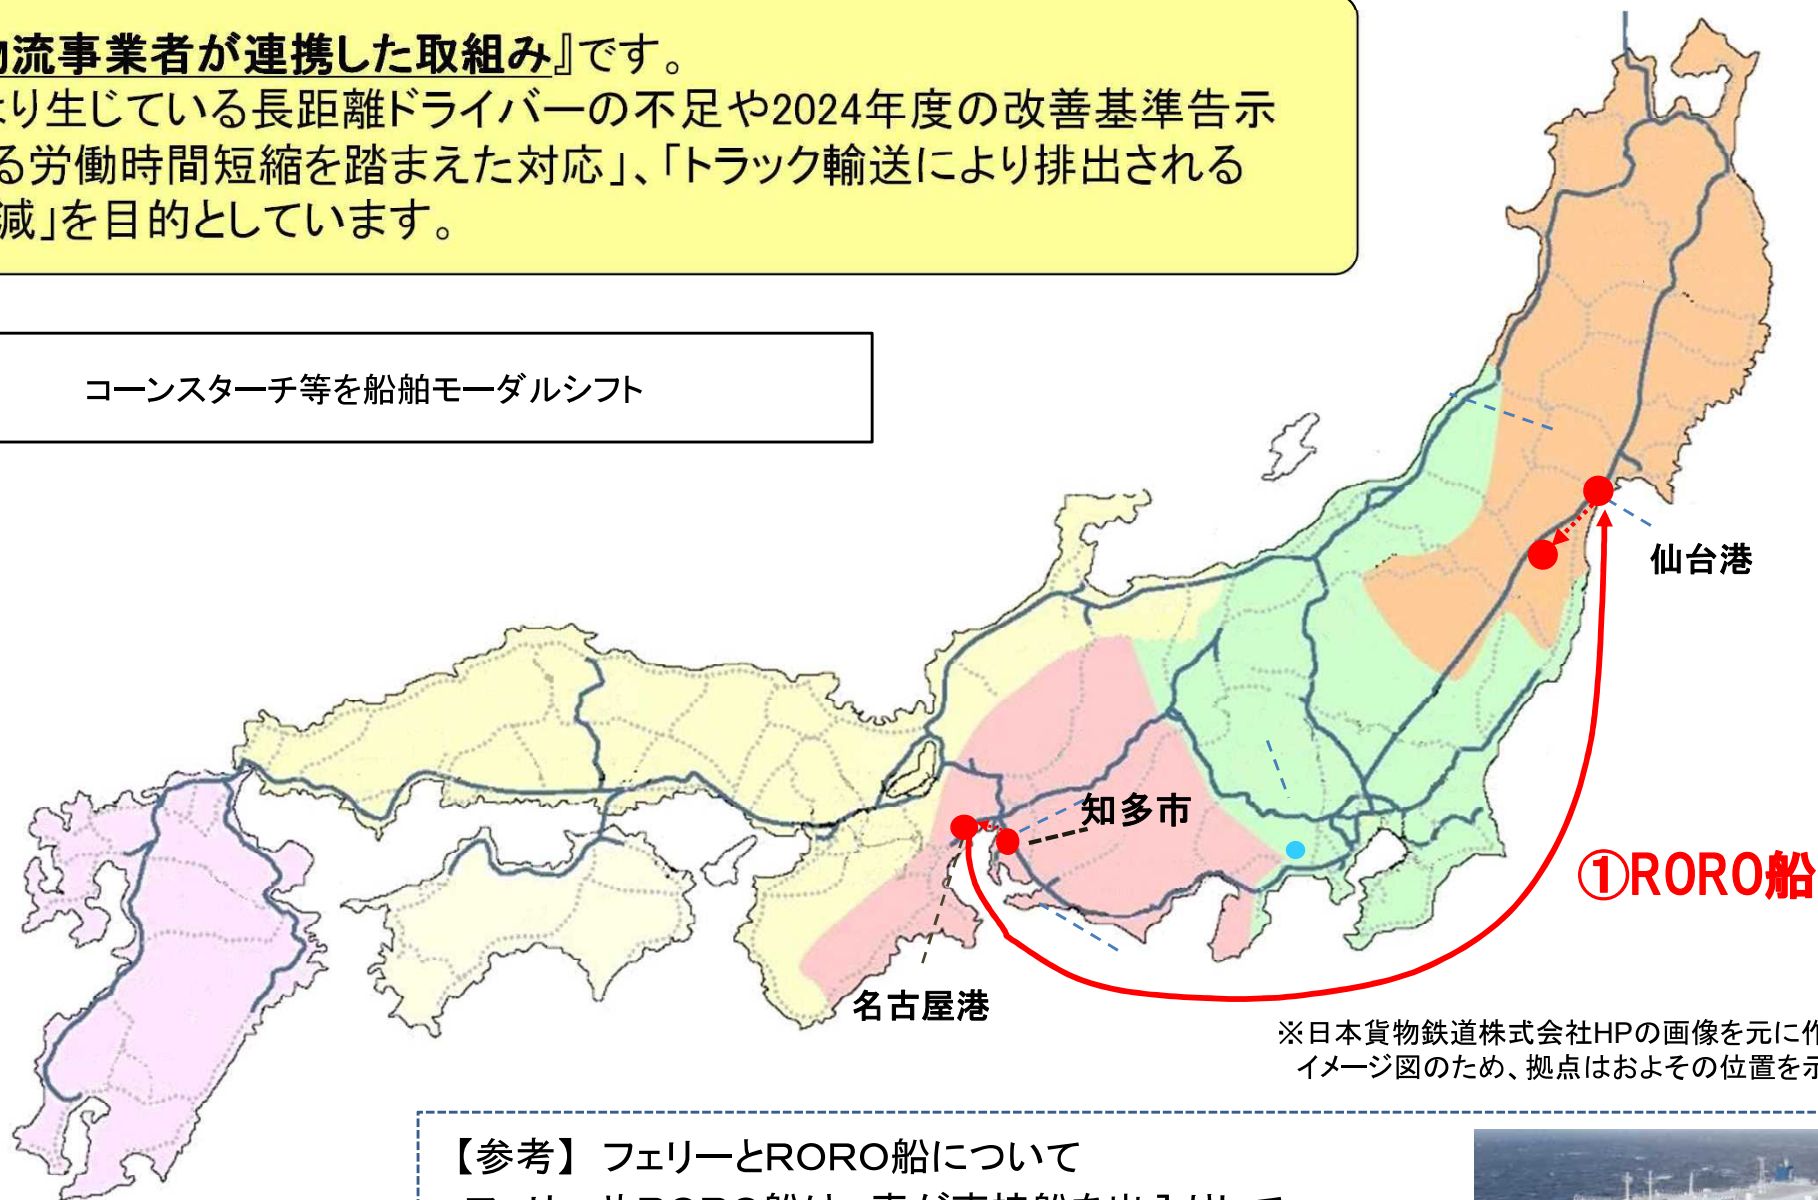 流事業者が連携した取組み』です。
り生じている長距離ドライバーの不足や2024年度の改善基準告示
る労働時間短縮を踏まえた対応」、「トラック輸送により排出される
減」を目的としています。
コーンスターチ等を船舶モーダルシフト
仙台港
知多市
①RORO船
名古屋港
※日本貨物鉄道株式会社HPの画像を元に作
イメージ図のため、拠点はおよその位置を示
【参考】 フェリーとRORO船について